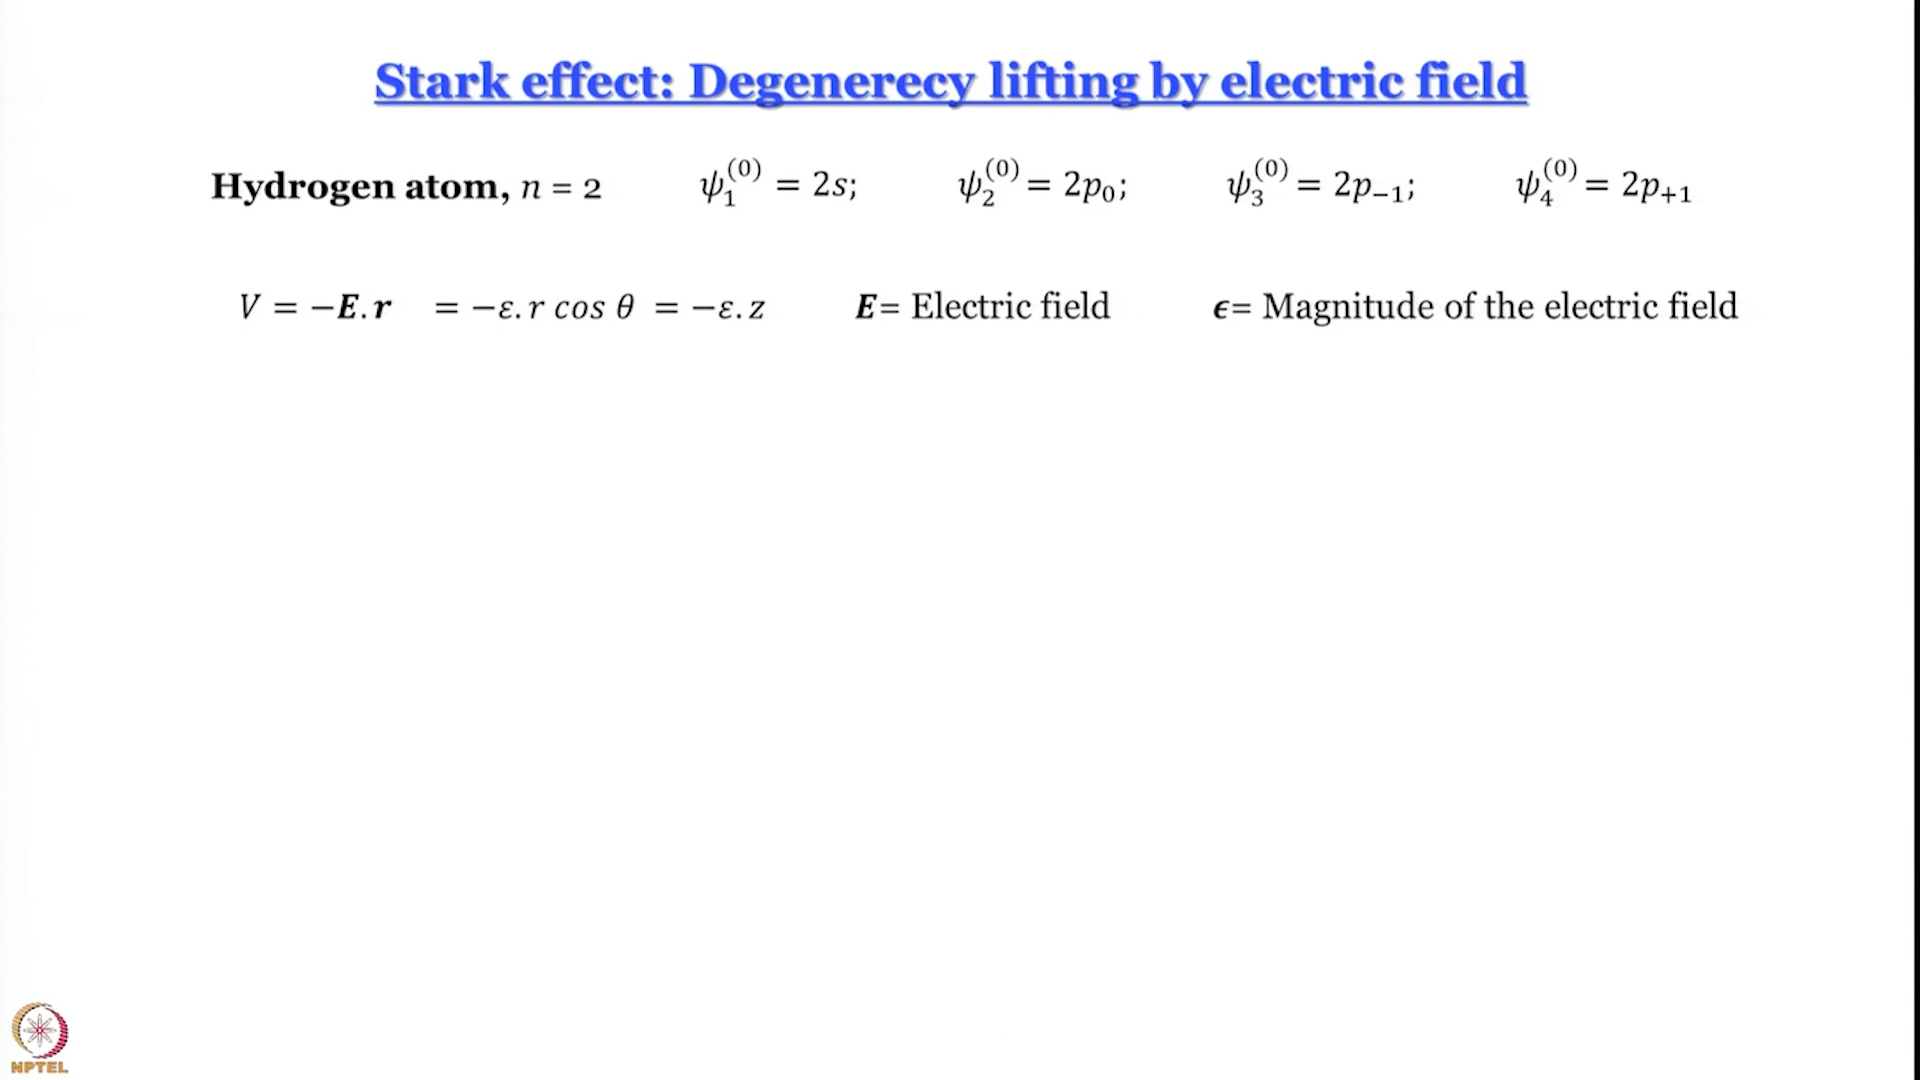 Stark effect: Degenerecy lifting by electric field
Hydrogen atom, n = 2 ψ₁⁽⁰⁾ = 2s; ψ₂⁽⁰⁾ = 2p₀; ψ₃⁽⁰⁾ = 2p₋₁; ψ₄⁽⁰⁾ = 2p₊₁
V = −E.r = −ε.r cos θ = −ε.z E= Electric field ϵ= Magnitude of the electric field
NPTEL